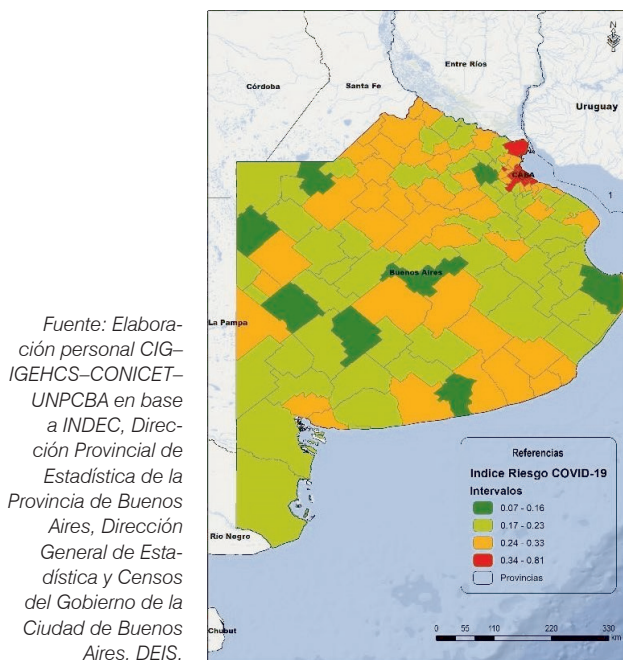 Fuente: Elabora-
ción personal CIG–
IGEHCS–CONICET–
UNPCBA en base
a INDEC, Direc-
ción Provincial de
Estadística de la
Provincia de Buenos
Aires, Dirección
General de Esta-
dística y Censos
del Gobierno de la
Ciudad de Buenos
Aires. DEIS.
N
Entre Ríos
Córdoba
Santa Fe
Uruguay
CABA
1
Buenos Aires
La Pampa
Río Negro
Chubut
Referencias
Indice Riesgo COVID-19
Intervalos
0.07 - 0.16
0.17 - 0.23
0.24 - 0.33
0.34 - 0.81
Provincias
0 55 110 220 330
km